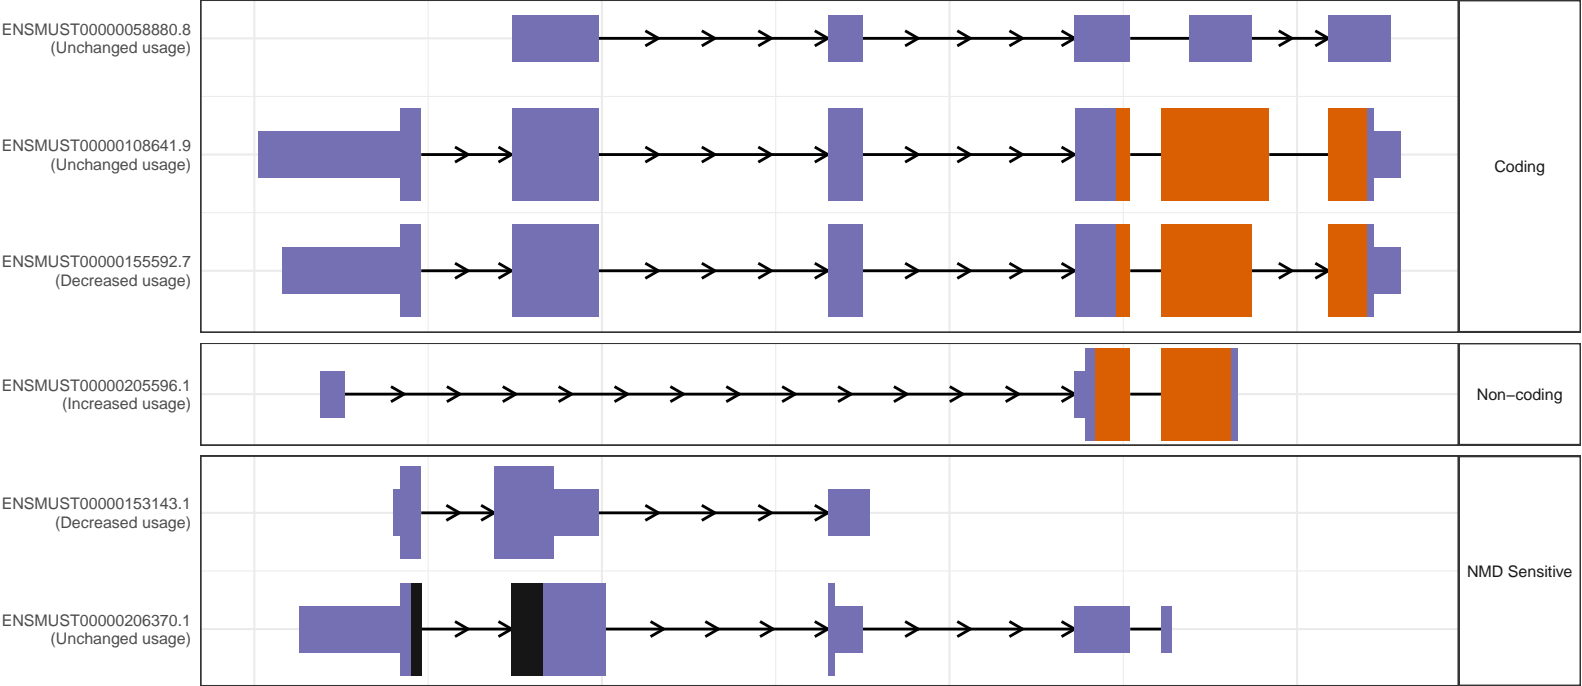 ENSMUST00000058880.8
(Unchanged usage)
ENSMUST00000108641.9
(Unchanged usage)
Coding
ENSMUST00000155592.7
(Decreased usage)
ENSMUST00000205596.1
(Increased usage)
Non−coding
ENSMUST00000153143.1
(Decreased usage)
NMD Sensitive
ENSMUST00000206370.1
(Unchanged usage)